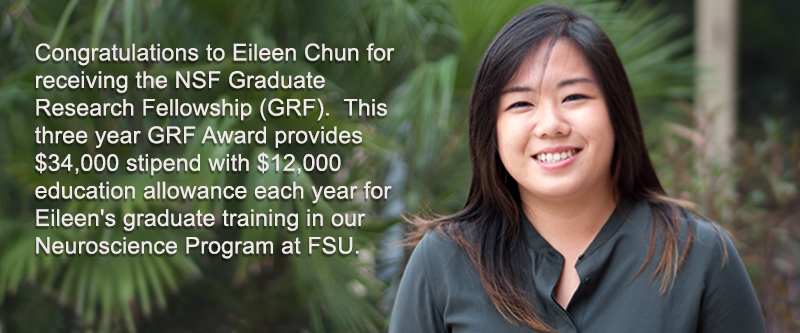 Congratulations to Eileen Chun for
receiving the NSF Graduate
Research Fellowship (GRF).  This
three year GRF Award provides
$34,000 stipend with $12,000
education allowance each year for
Eileen's graduate training in our
Neuroscience Program at FSU.